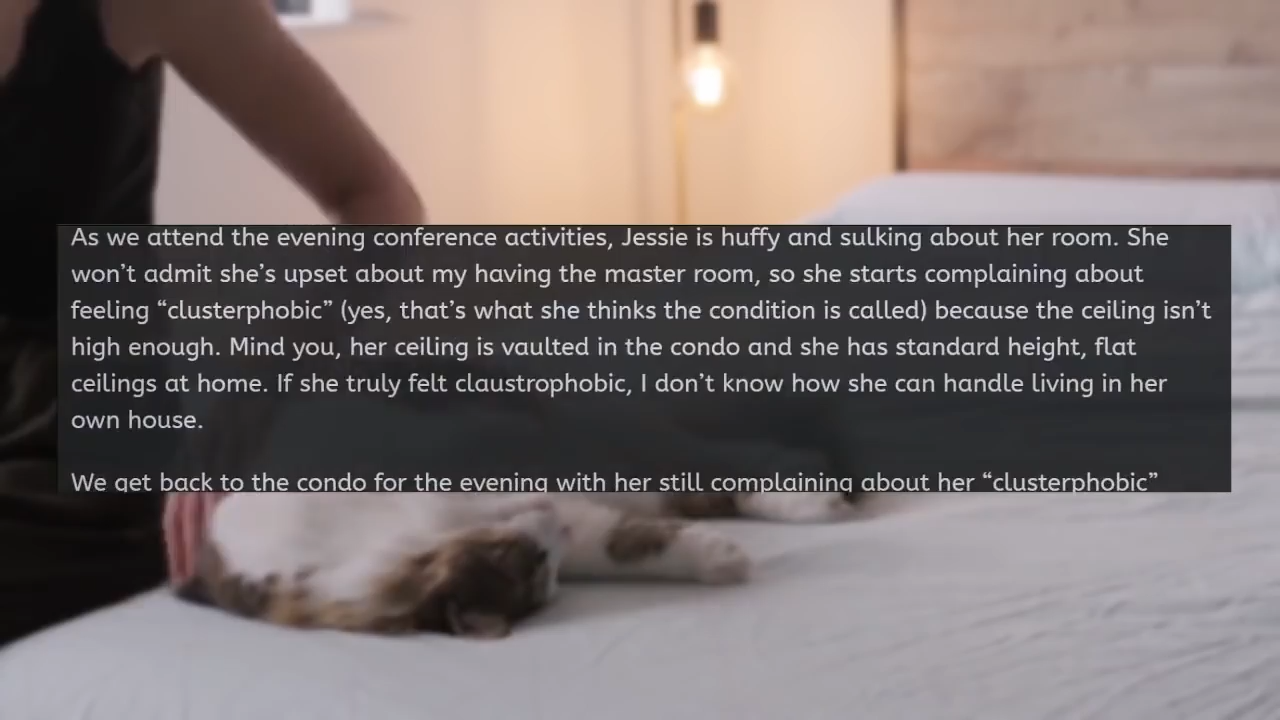 As we attend the evening conference activities, Jessie is huffy and sulking about her room. She
won’t admit she’s upset about my having the master room, so she starts complaining about
feeling “clusterphobic” (yes, that’s what she thinks the condition is called) because the ceiling isn’t
high enough. Mind you, her ceiling is vaulted in the condo and she has standard height, flat
ceilings at home. If she truly felt claustrophobic, I don’t know how she can handle living in her
own house.
We get back to the condo for the evening with her still complaining about her “clusterphobic”